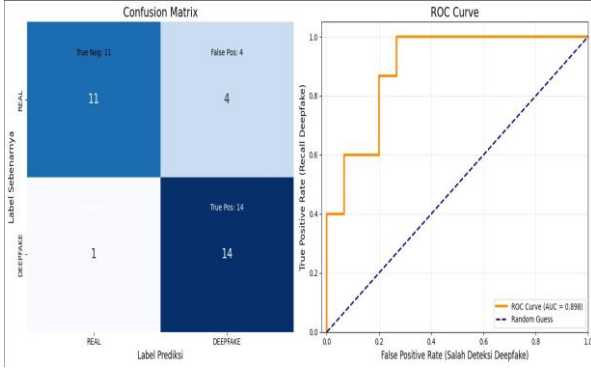 Confusion Matrix
True Neg: 11
False Pos: 4
11
4
True Pos: 14
1
14
REAL
DEEPFAKE
Label Sebenarnya
REAL
DEEPFAKE
Label Prediksi
ROC Curve
1.0
0.8
0.6
0.4
0.2
0.0
True Positive Rate (Recall Deepfake)
ROC Curve (AUC = 0.898)
Random Guess
0.0
0.2
0.4
0.6
0.8
1.0
False Positive Rate (Salah Deteksi Deepfake)